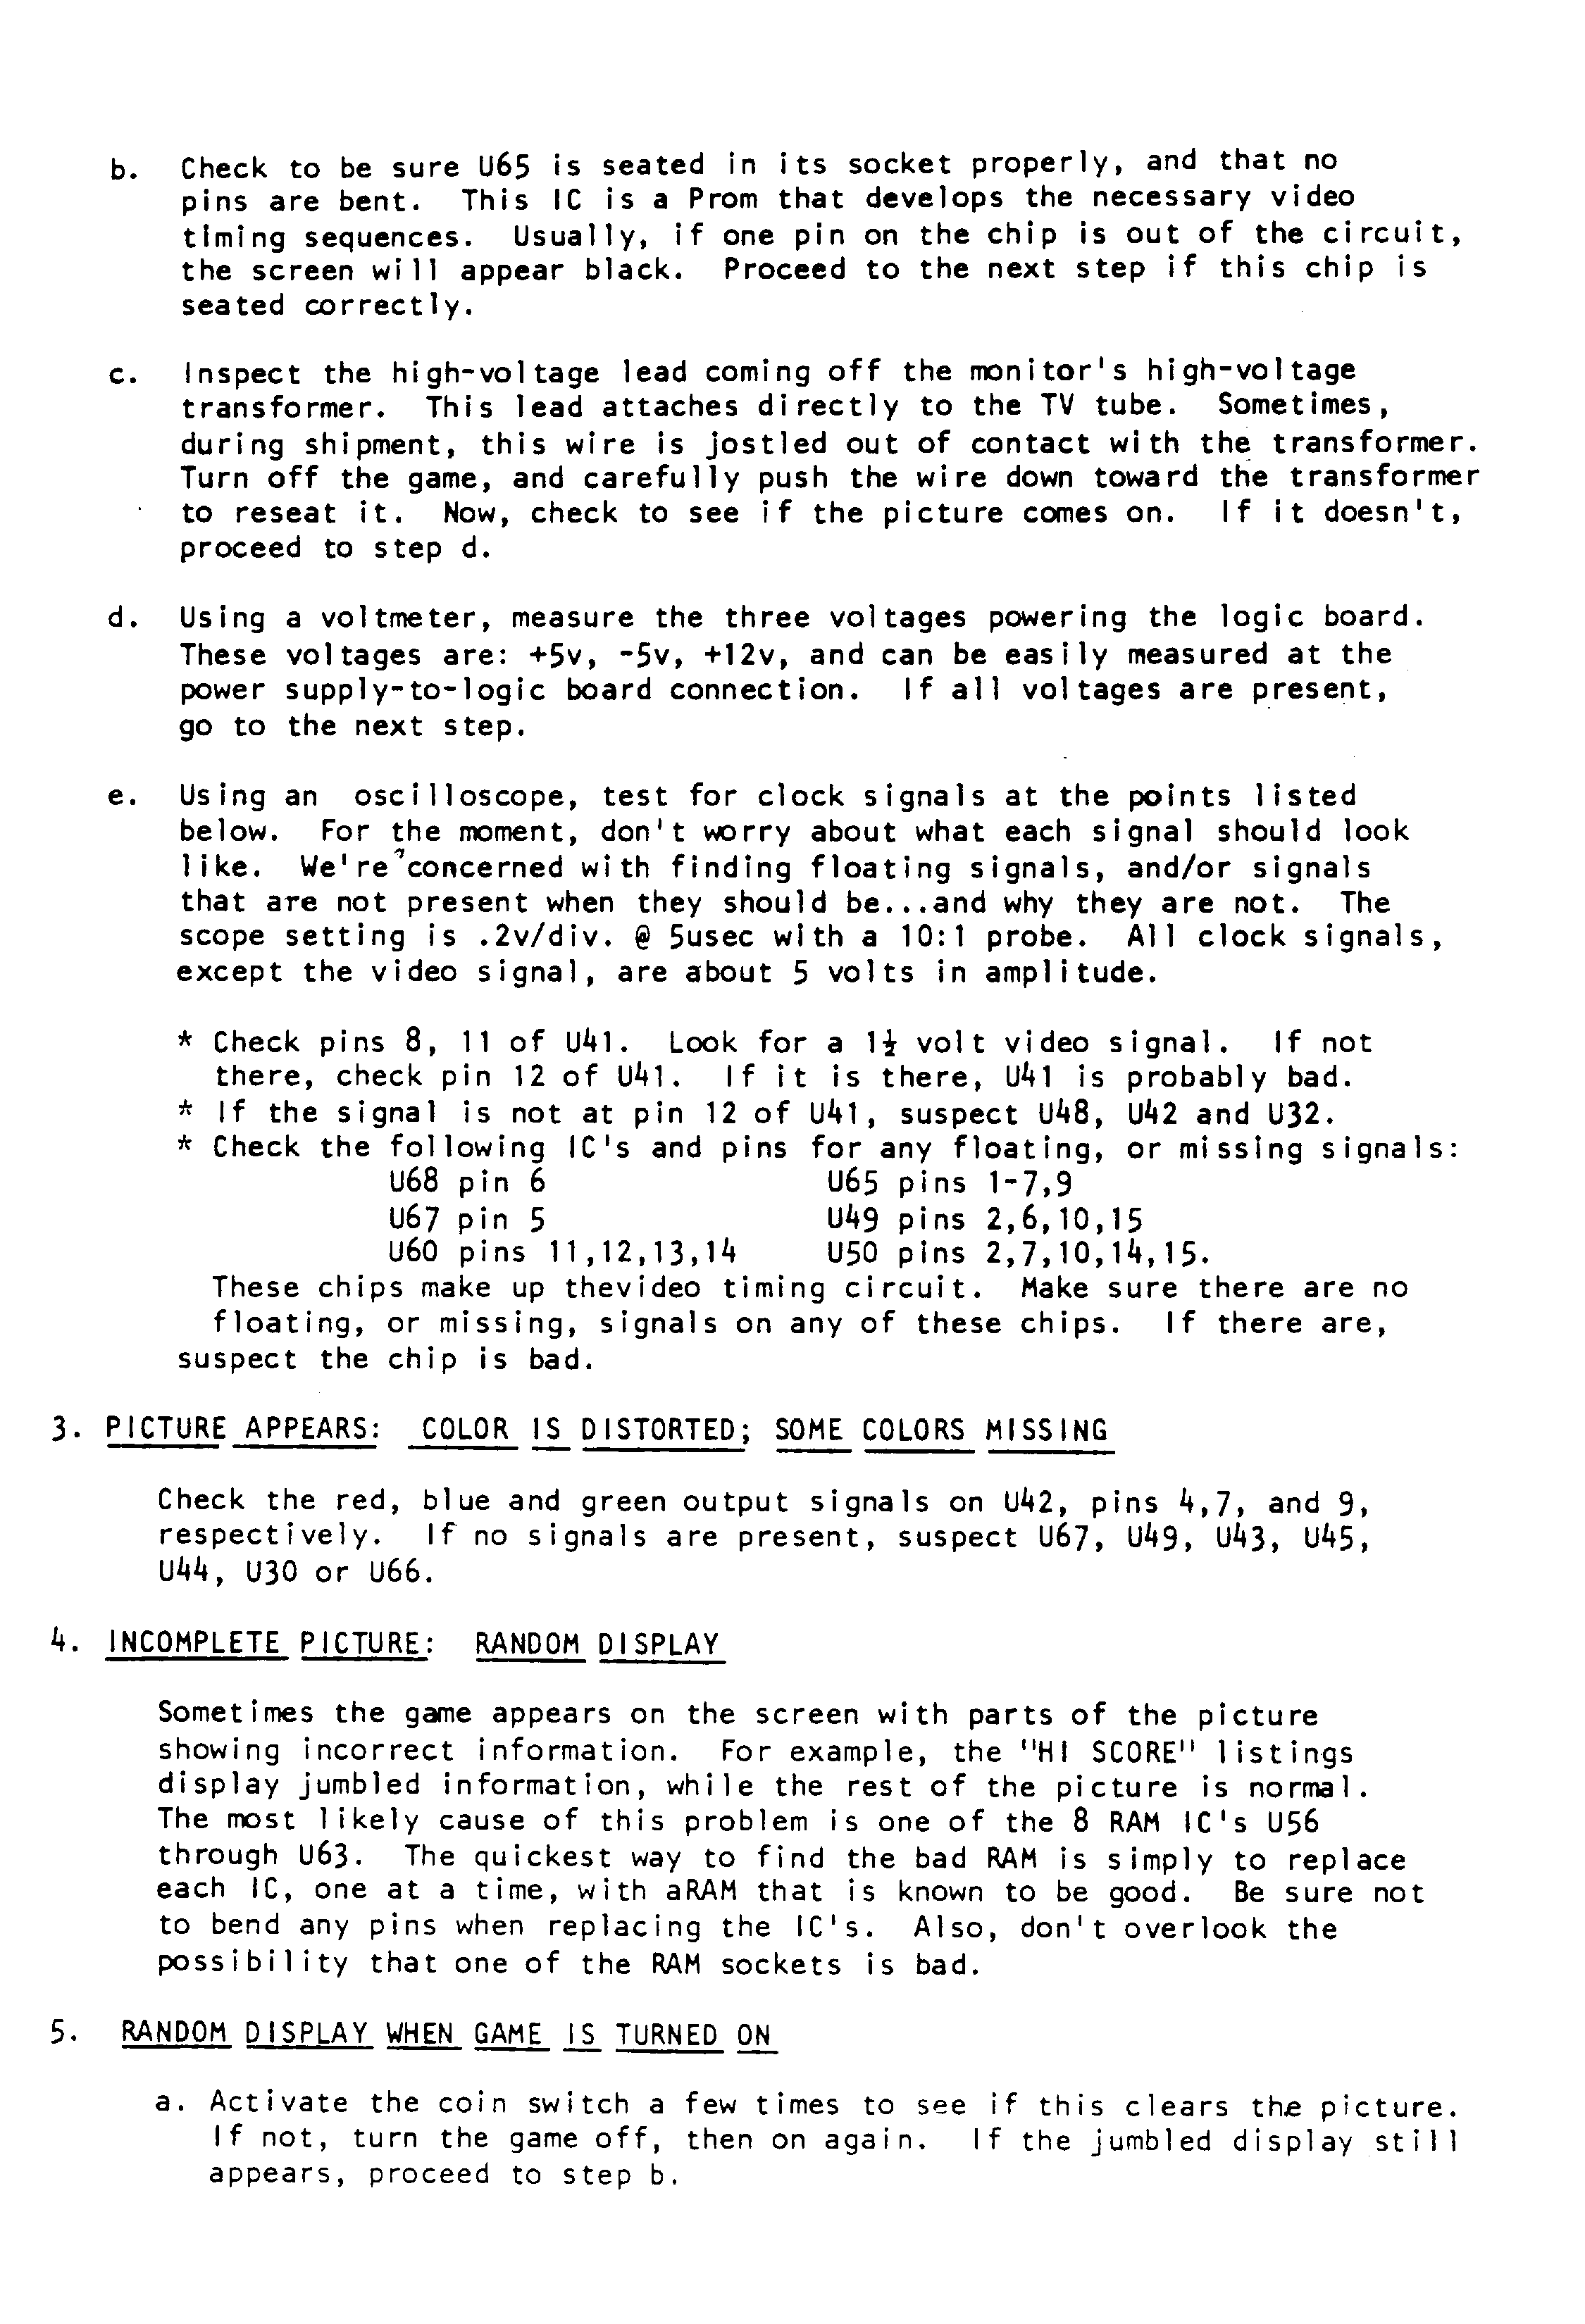 b. Check to be sure U65 is seated in its socket properly, and that no
pins are bent. This IC is a Prom that develops the necessary video
timing sequences. Usually, if one pin on the chip is out of the circuit,
the screen will appear black. Proceed to the next step if this chip is
seated correctly.
c. Inspect the high-voltage lead coming off the monitor's high-voltage
transformer. This lead attaches directly to the TV tube. Sometimes,
during shipment, this wire is jostled out of contact with the transformer.
Turn off the game, and carefully push the wire down toward the transformer
to reseat it. Now, check to see if the picture comes on. If it doesn't,
proceed to step d.
d. Using a voltmeter, measure the three voltages powering the logic board.
These voltages are: +5v, -5v, +12v, and can be easily measured at the
power supply-to-logic board connection. If all voltages are present,
go to the next step.
e. Using an oscilloscope, test for clock signals at the points listed
below. For the moment, don't worry about what each signal should look
like. We're concerned with finding floating signals, and/or signals
that are not present when they should be...and why they are not. The
scope setting is .2v/div. @ 5usec with a 10:1 probe. All clock signals,
except the video signal, are about 5 volts in amplitude.
* Check pins 8, 11 of U41. Look for a 1½ volt video signal. If not
there, check pin 12 of U41. If it is there, U41 is probably bad.
* If the signal is not at pin 12 of U41, suspect U48, U42 and U32.
* Check the following IC's and pins for any floating, or missing signals:
U68 pin 6 U65 pins 1-7,9
U67 pin 5 U49 pins 2,6,10,15
U60 pins 11,12,13,14 U50 pins 2,7,10,14,15.
These chips make up thevideo timing circuit. Make sure there are no
floating, or missing, signals on any of these chips. If there are,
suspect the chip is bad.
3. PICTURE APPEARS: COLOR IS DISTORTED; SOME COLORS MISSING
Check the red, blue and green output signals on U42, pins 4,7, and 9,
respectively. If no signals are present, suspect U67, U49, U43, U45,
U44, U30 or U66.
4. INCOMPLETE PICTURE: RANDOM DISPLAY
Sometimes the game appears on the screen with parts of the picture
showing incorrect information. For example, the "HI SCORE" listings
display jumbled information, while the rest of the picture is normal.
The most likely cause of this problem is one of the 8 RAM IC's U56
through U63. The quickest way to find the bad RAM is simply to replace
each IC, one at a time, with aRAM that is known to be good. Be sure not
to bend any pins when replacing the IC's. Also, don't overlook the
possibility that one of the RAM sockets is bad.
5. RANDOM DISPLAY WHEN GAME IS TURNED ON
a. Activate the coin switch a few times to see if this clears the picture.
If not, turn the game off, then on again. If the jumbled display still
appears, proceed to step b.